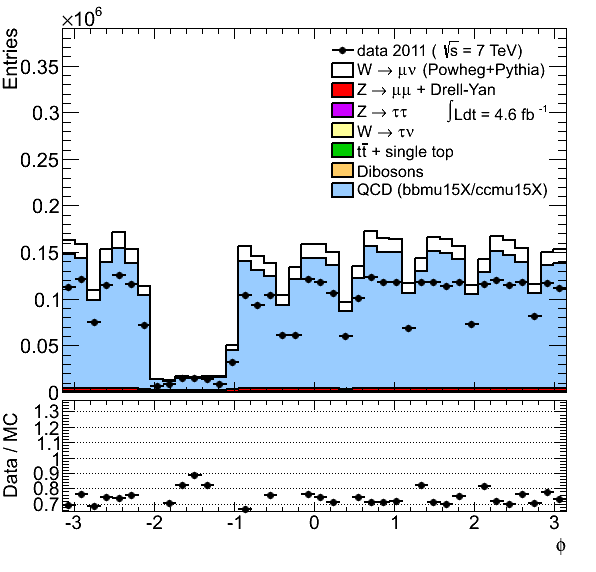 ×10⁶
Entries
data 2011 ( √s = 7 TeV)
W → μν (Powheg+Pythia)
Z → μμ + Drell-Yan
Z → ττ
∫Ldt = 4.6 fb⁻¹
W → τν
tt̅ + single top
Dibosons
QCD (bbmu15X/ccmu15X)
0.35
0.3
0.25
0.2
0.15
0.1
0.05
0
Data / MC
1.3
1.2
1.1
1
0.9
0.8
0.7
-3 -2 -1 0 1 2 3
ϕ